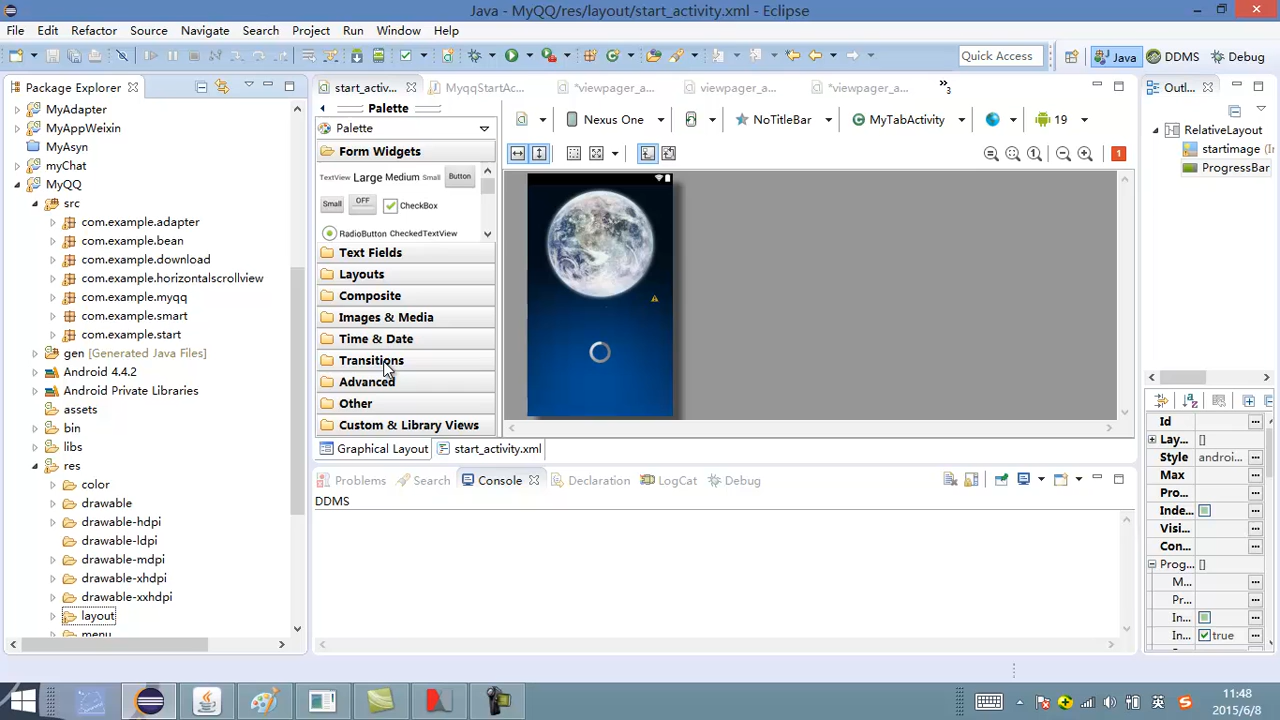 Java - MyQQ/res/layout/start_activity.xml - Eclipse
File Edit Refactor Source Navigate Search Project Run Window Help
Quick Access
Java
DDMS
Debug
Package Explorer
MyAdapter
MyAppWeixin
MyAsyn
myChat
MyQQ
src
com.example.adapter
com.example.bean
com.example.download
com.example.horizontalscrollview
com.example.myqq
com.example.smart
com.example.start
gen [Generated Java Files]
Android 4.4.2
Android Private Libraries
assets
bin
libs
res
color
drawable
drawable-hdpi
drawable-ldpi
drawable-mdpi
drawable-xhdpi
drawable-xxhdpi
layout
menu
start_activ...
MyqqStartAc...
*viewpager_a...
viewpager_a...
*viewpager_a...
3
Palette
Palette
Form Widgets
TextView Large Medium Small Button
Small OFF CheckBox
RadioButton CheckedTextView
Text Fields
Layouts
Composite
Images & Media
Time & Date
Transitions
Advanced
Other
Custom & Library Views
Nexus One
NoTitleBar
MyTabActivity
19
1
Graphical Layout
start_activity.xml
Problems
Search
Console
Declaration
LogCat
Debug
DDMS
Outl...
RelativeLayout
startimage
ProgressBar
Id
Lay... []
Style androi...
Max
Pro...
Inde...
Visi...
Con...
Prog... []
M...
Pr...
In...
In... true
英
11:48
2015/6/8